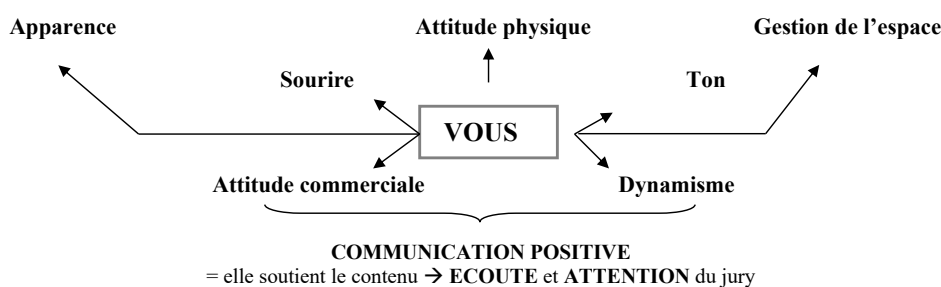 Apparence Attitude physique Gestion de l'espace
Sourire Ton
VOUS
Attitude commerciale Dynamisme
COMMUNICATION POSITIVE
= elle soutient le contenu → ECOUTE et ATTENTION du jury